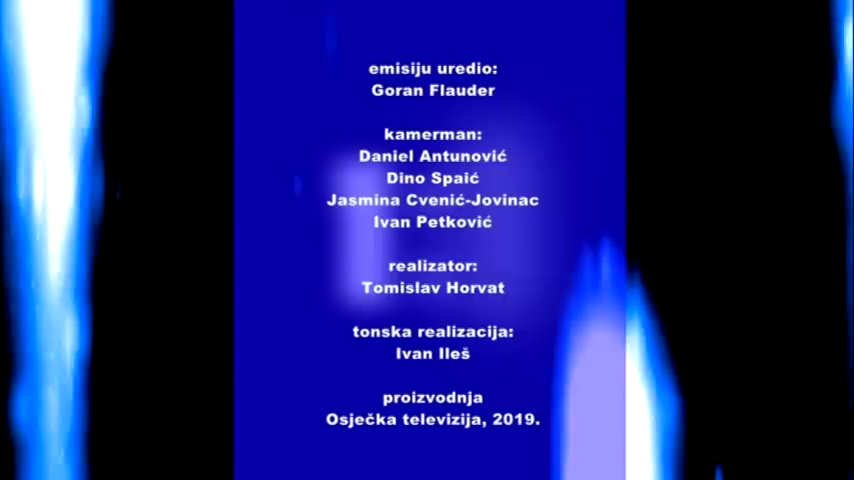 emisiju uredio:
Goran Flauder
kamerman:
Daniel Antunović
Dino Spaić
Jasmina Cvenić-Jovinac
Ivan Petković
realizator:
Tomislav Horvat
tonska realizacija:
Ivan Ileš
proizvodnja
Osječka televizija, 2019.